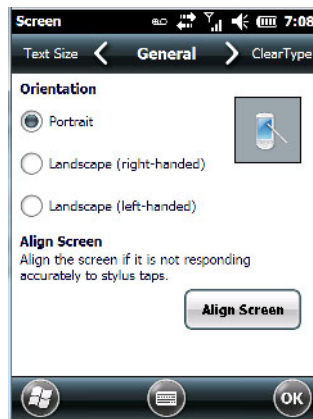 Screen 7:08
Text Size General ClearType
Orientation
Portrait
Landscape (right-handed)
Landscape (left-handed)
Align Screen
Align the screen if it is not responding
accurately to stylus taps.
Align Screen
OK